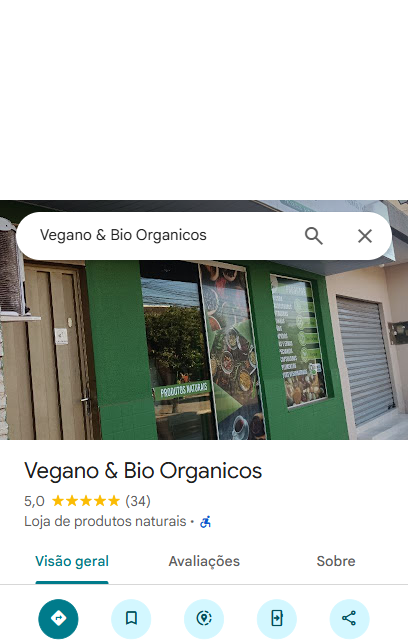 Vegano & Bio Organicos
PRODUTOS NATURAIS
Vegano & Bio Organicos
5,0 (34)
Loja de produtos naturais •
Visão geral
Avaliações
Sobre